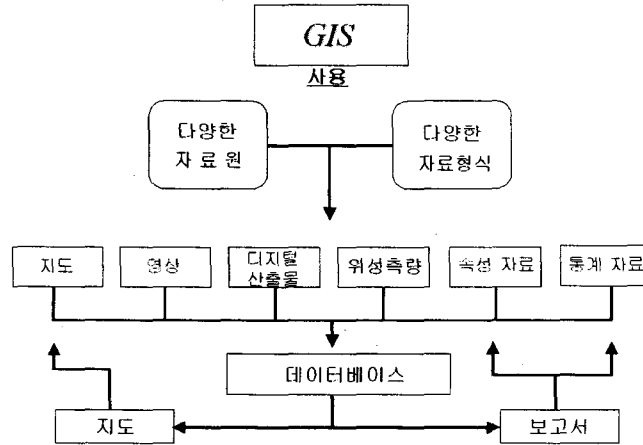 GIS
사용
다양한
자 료 원
다양한
자료형식
지도
영상
디지털
산출물
위성측량
속성 자료
통계 자료
데이터베이스
지도
보고서